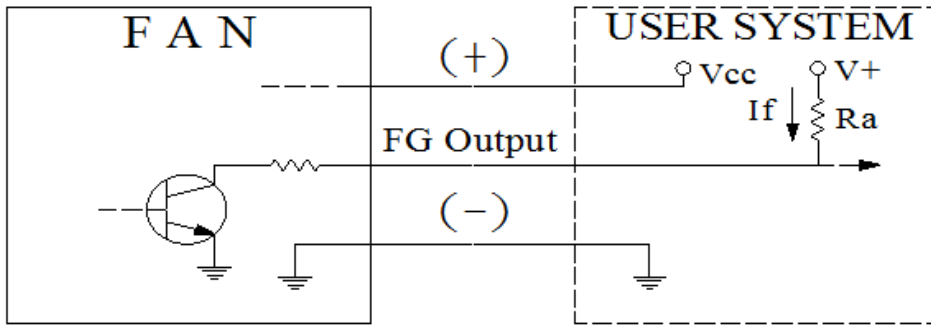 F A N
USER SYSTEM
(+)
Vcc
V+
If
Ra
FG Output
(-)